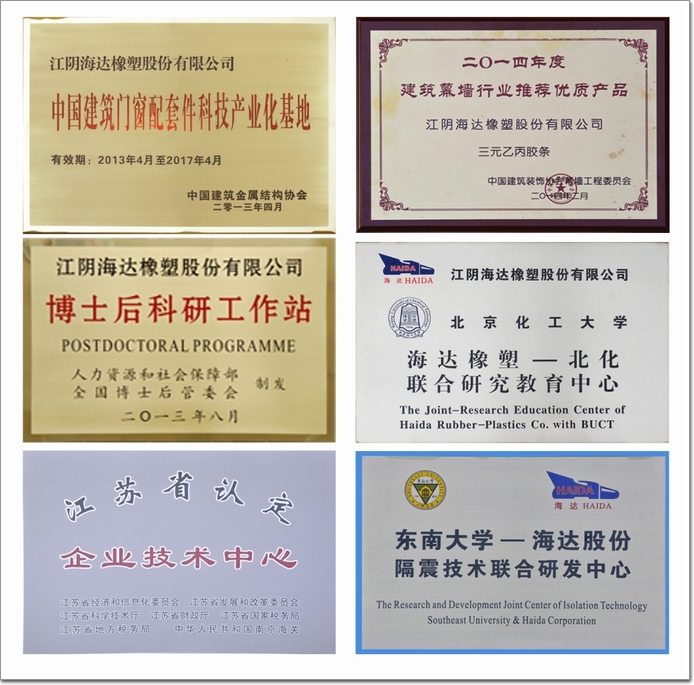 江阴海达橡塑股份有限公司
中国建筑门窗配套件科技产业化基地
有效期：2013年4月至2017年4月
中国建筑金属结构协会
二零一三年四月
二〇一四年度
建筑幕墙行业推荐优质产品
江阴海达橡塑股份有限公司
三元乙丙胶条
中国建筑装饰协会幕墙工程委员会
二〇一四年二月
江阴海达橡塑股份有限公司
博士后科研工作站
POSTDOCTORAL PROGRAMME
人力资源和社会保障部
全国博士后管委会
制发
二〇一三年八月
HAIDA
海达 HAIDA
江阴海达橡塑股份有限公司
北京化工大学
海达橡塑—北化
联合研究教育中心
The Joint-Research Education Center of
Haida Rubber-Plastics Co. with BUCT
江苏省认定
企业技术中心
江苏省经济和信息化委员会 江苏省发展和改革委员会
江苏省科学技术厅 江苏省财政厅 江苏省国家税务局
江苏省地方税务局 中华人民共和国南京海关
HAIDA
海达 HAIDA
东南大学—海达股份
隔震技术联合研发中心
The Research and Development Joint Center of Isolation Technology
Southeast University & Haida Corporation